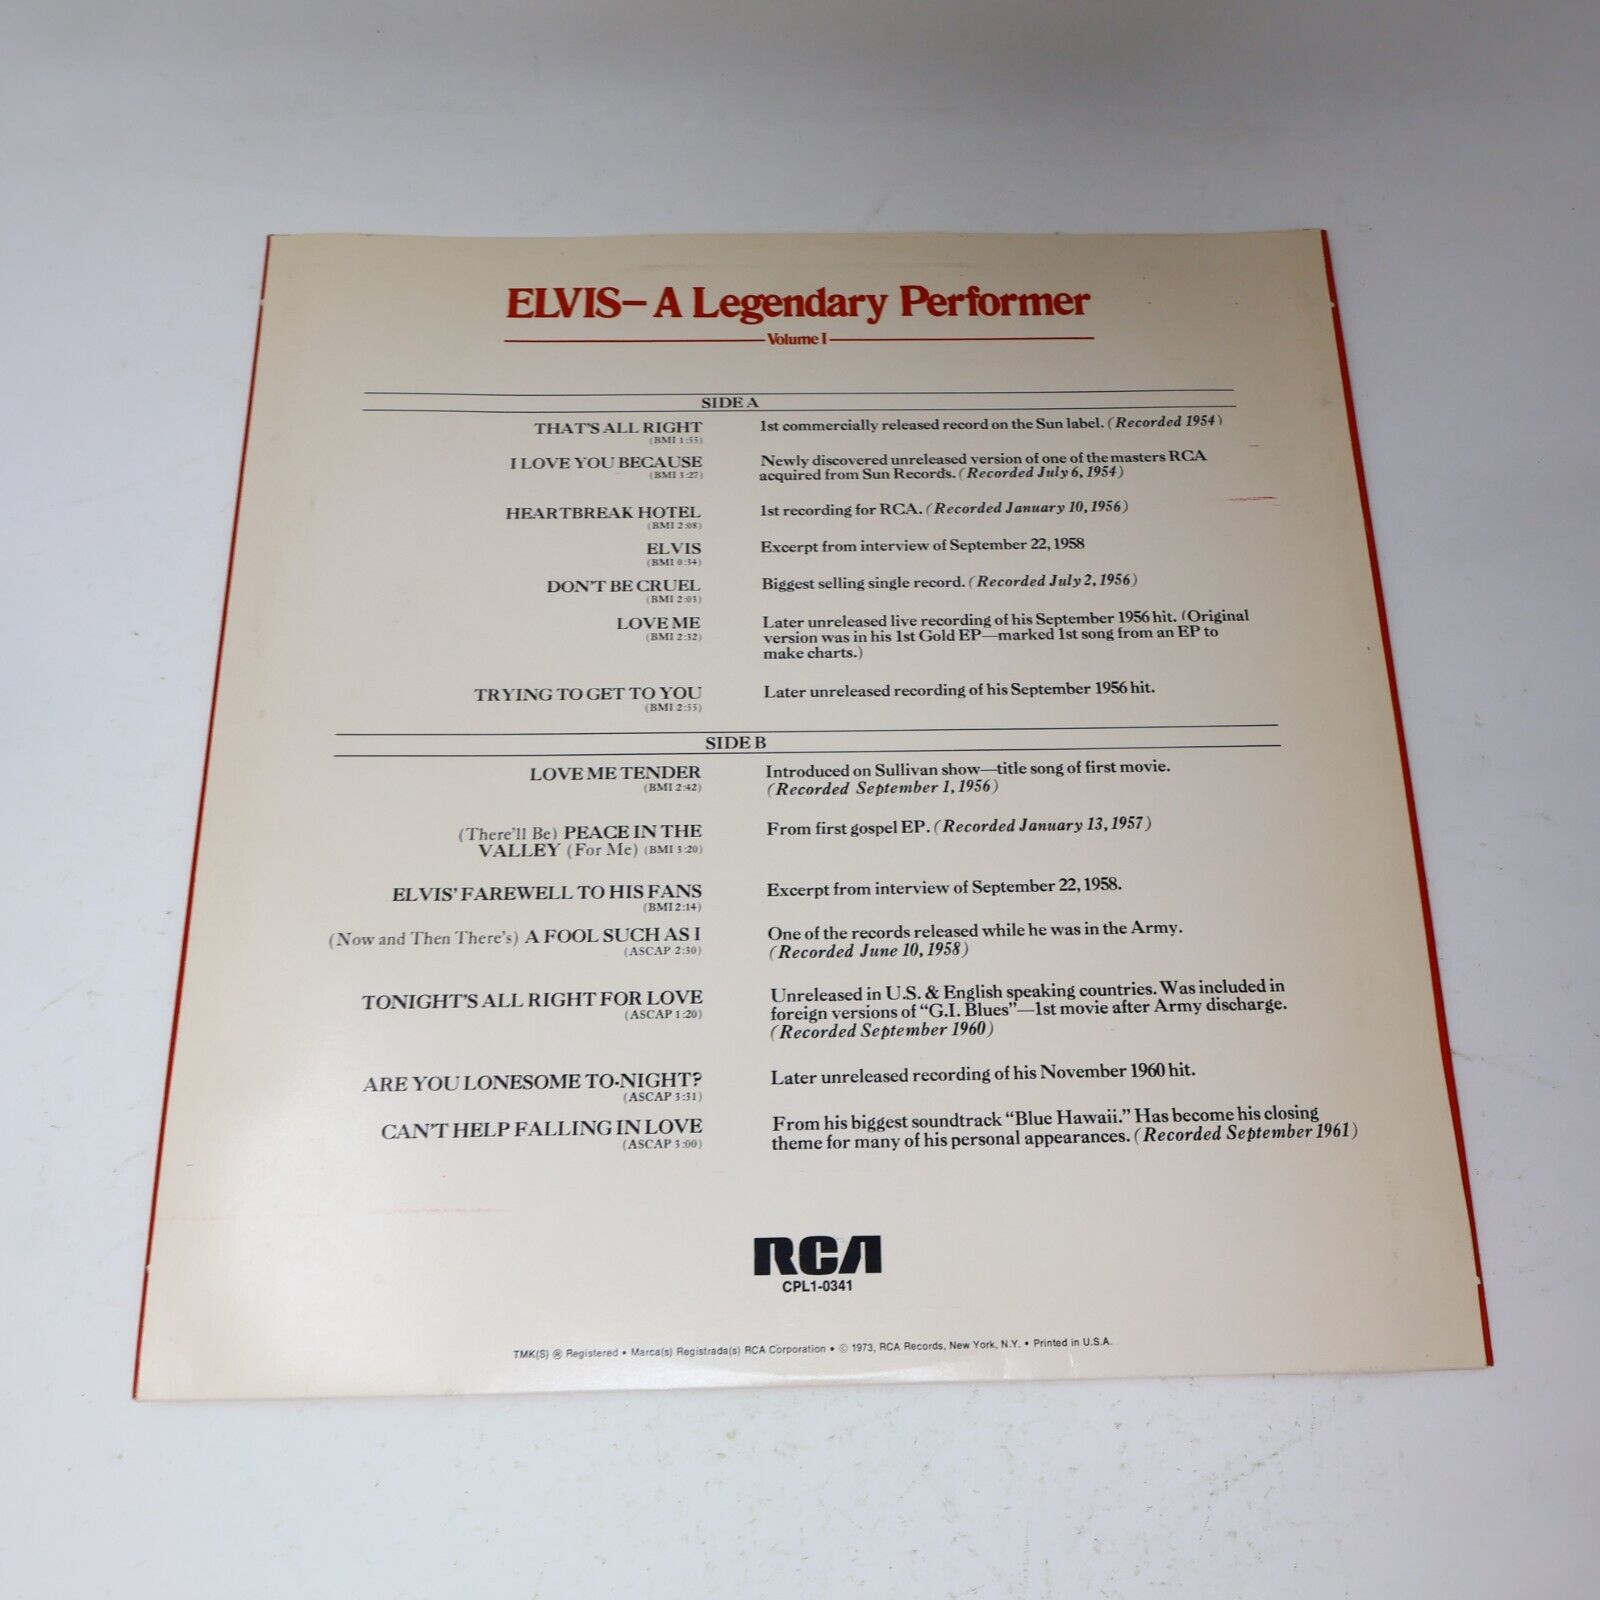 ELVIS—A Legendary Performer
Volume I
SIDE A
THAT'S ALL RIGHT
(BMI 1:55)
1st commercially released record on the Sun label. (Recorded 1954)
I LOVE YOU BECAUSE
(BMI 3:27)
Newly discovered unreleased version of one of the masters RCA
acquired from Sun Records. (Recorded July 6, 1954)
HEARTBREAK HOTEL
(BMI 2:08)
1st recording for RCA. (Recorded January 10, 1956)
ELVIS
(BMI 0:34)
Excerpt from interview of September 22, 1958
DON'T BE CRUEL
(BMI 2:03)
Biggest selling single record. (Recorded July 2, 1956)
LOVE ME
(BMI 2:32)
Later unreleased live recording of his September 1956 hit. (Original
version was in his 1st Gold EP—marked 1st song from an EP to
make charts.)
TRYING TO GET TO YOU
(BMI 2:55)
Later unreleased recording of his September 1956 hit.
SIDE B
LOVE ME TENDER
(BMI 2:42)
Introduced on Sullivan show—title song of first movie.
(Recorded September 1, 1956)
(There'll Be) PEACE IN THE
VALLEY (For Me) (BMI 3:20)
From first gospel EP. (Recorded January 13, 1957)
ELVIS' FAREWELL TO HIS FANS
(BMI 2:14)
Excerpt from interview of September 22, 1958.
(Now and Then There's) A FOOL SUCH AS I
(ASCAP 2:30)
One of the records released while he was in the Army.
(Recorded June 10, 1958)
TONIGHT'S ALL RIGHT FOR LOVE
(ASCAP 1:20)
Unreleased in U.S. & English speaking countries. Was included in
foreign versions of “G.I. Blues”—1st movie after Army discharge.
(Recorded September 1960)
ARE YOU LONESOME TO-NIGHT?
(ASCAP 3:31)
Later unreleased recording of his November 1960 hit.
CAN'T HELP FALLING IN LOVE
(ASCAP 3:00)
From his biggest soundtrack “Blue Hawaii.” Has become his closing
theme for many of his personal appearances. (Recorded September 1961)
RCA
CPL1-0341
TMK(S) ® Registered • Marca(s) Registrada(s) RCA Corporation • © 1973, RCA Records, New York, N.Y. • Printed in U.S.A.